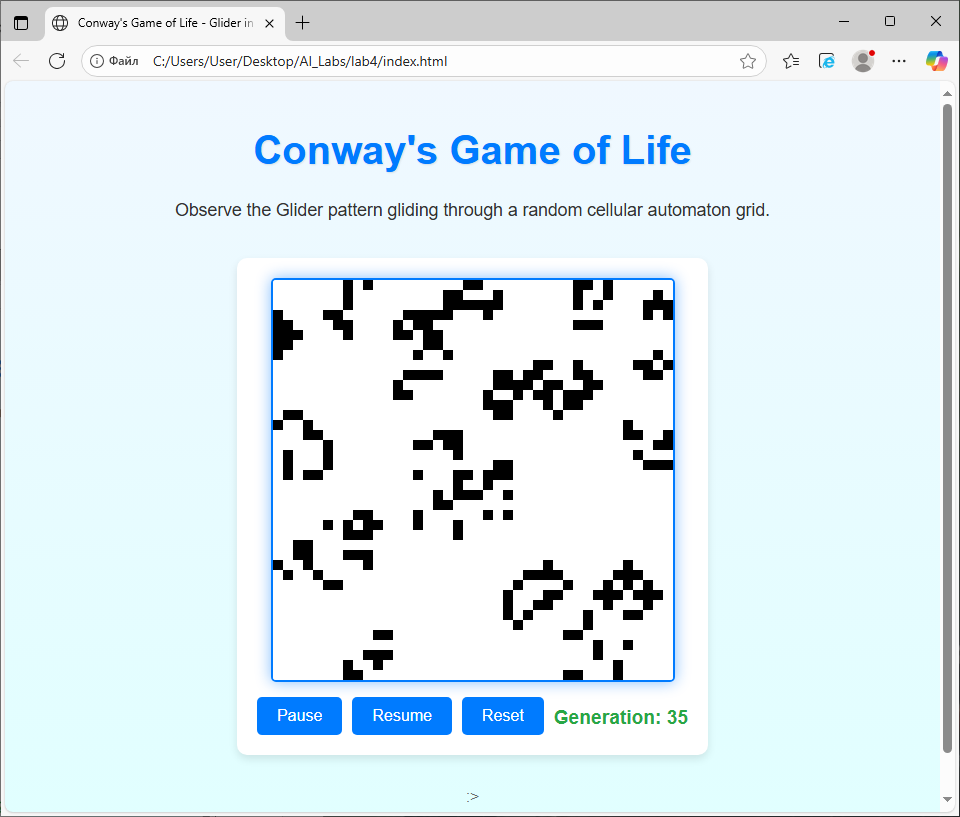 Conway's Game of Life - Glider in
Файл C:/Users/User/Desktop/AI_Labs/lab4/index.html
Conway's Game of Life
Observe the Glider pattern gliding through a random cellular automaton grid.
Pause Resume Reset Generation: 35
:>